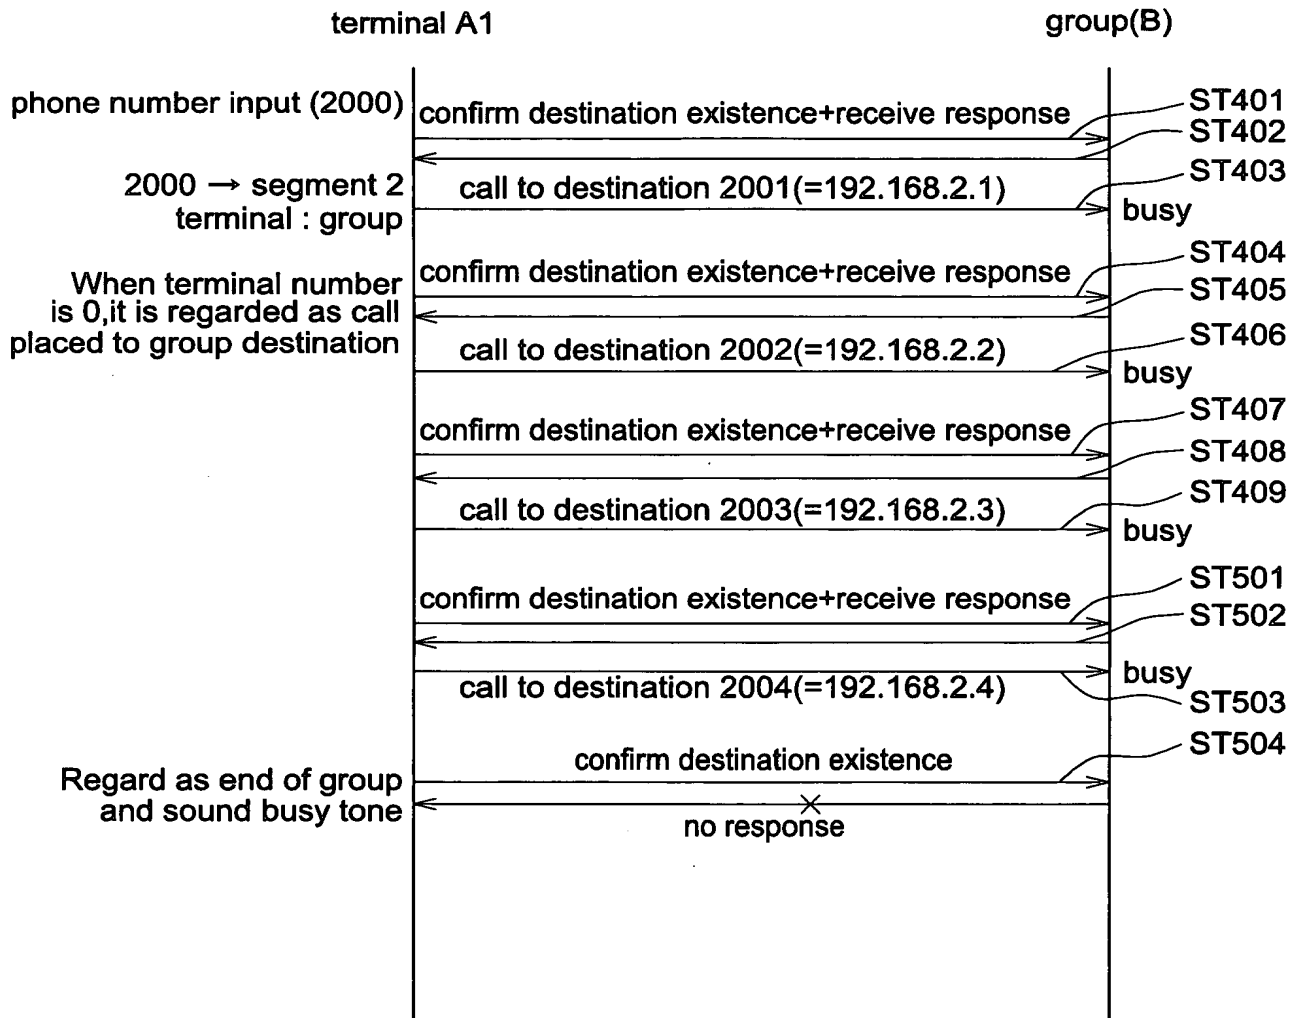 terminal A1
group(B)
phone number input (2000)
confirm destination existence+receive response
ST401
ST402
2000 → segment 2
terminal : group
call to destination 2001(=192.168.2.1)
ST403
busy
When terminal number
is 0,it is regarded as call
placed to group destination
confirm destination existence+receive response
ST404
ST405
call to destination 2002(=192.168.2.2)
ST406
busy
confirm destination existence+receive response
ST407
ST408
call to destination 2003(=192.168.2.3)
ST409
busy
confirm destination existence+receive response
ST501
ST502
call to destination 2004(=192.168.2.4)
busy
ST503
confirm destination existence
ST504
Regard as end of group
and sound busy tone
no response